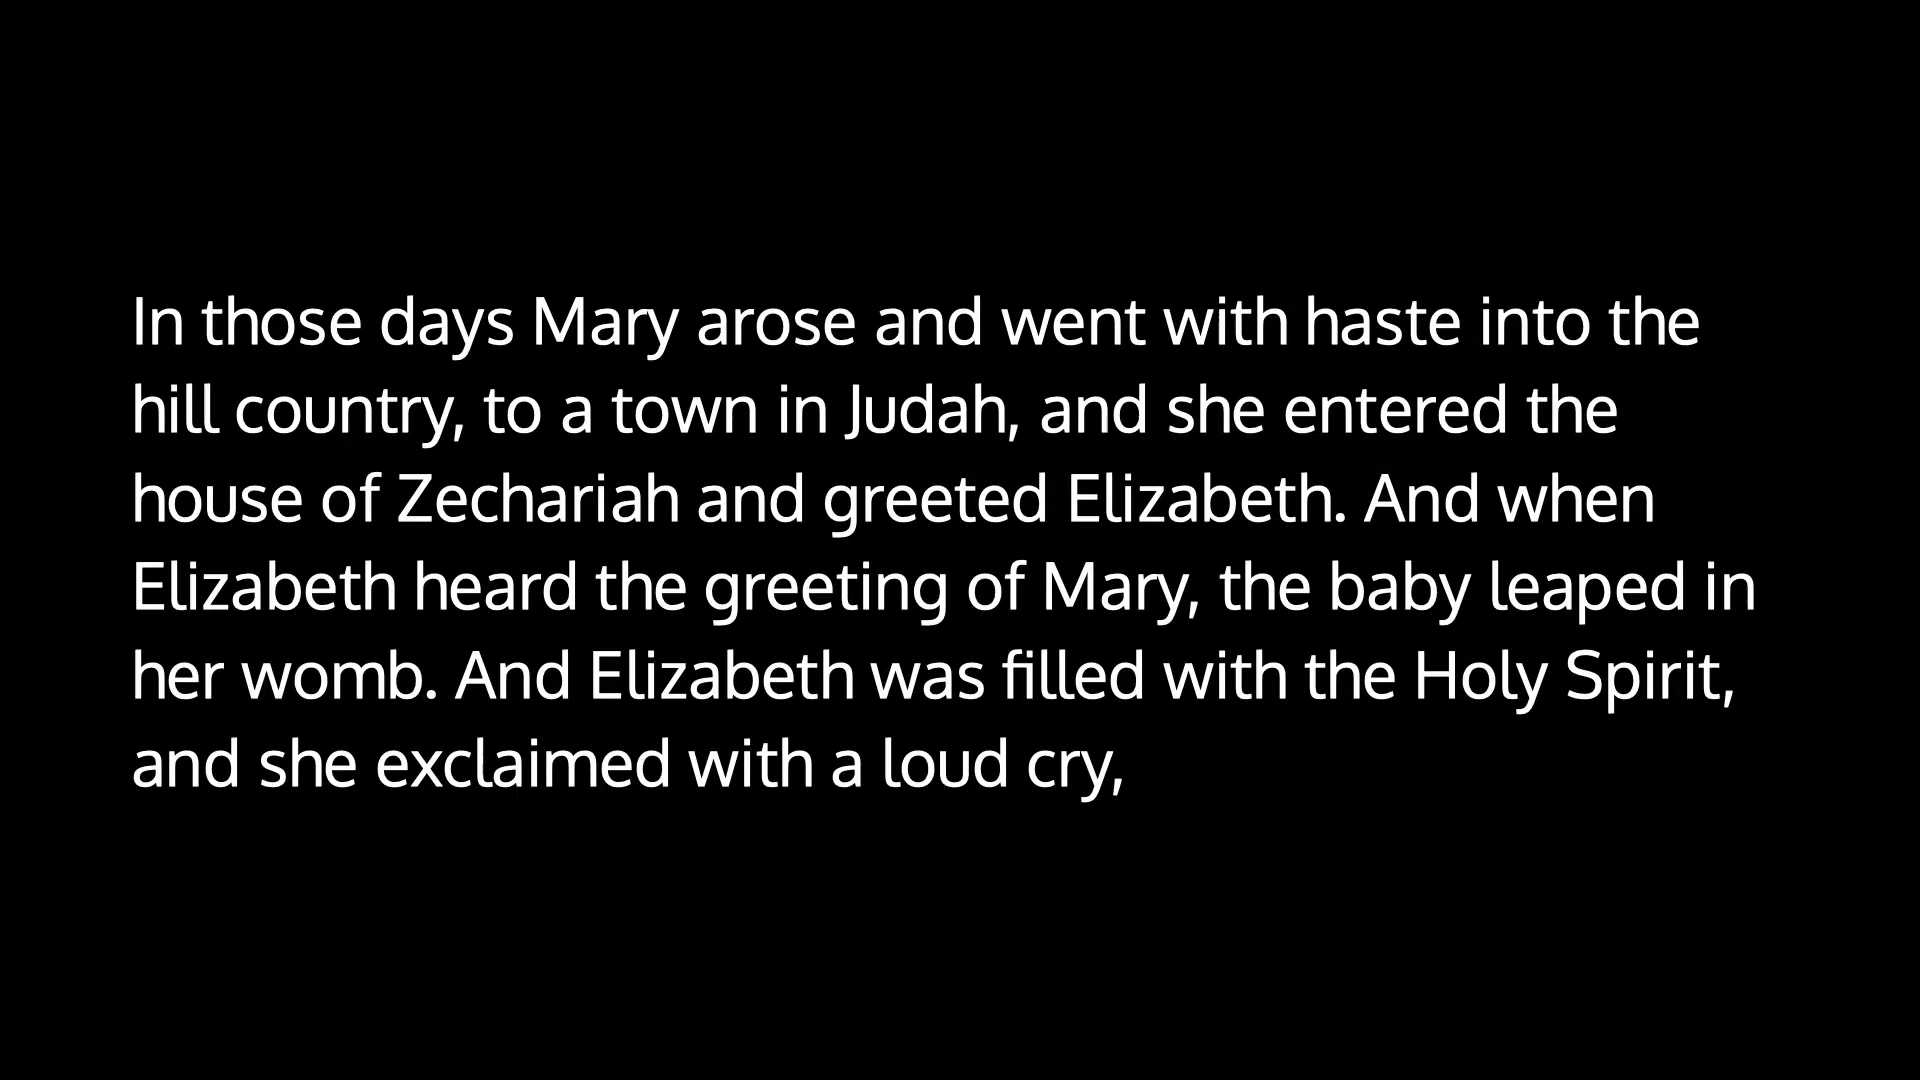 In those days Mary arose and went with haste into the
hill country, to a town in Judah, and she entered the
house of Zechariah and greeted Elizabeth. And when
Elizabeth heard the greeting of Mary, the baby leaped in
her womb. And Elizabeth was filled with the Holy Spirit,
and she exclaimed with a loud cry,